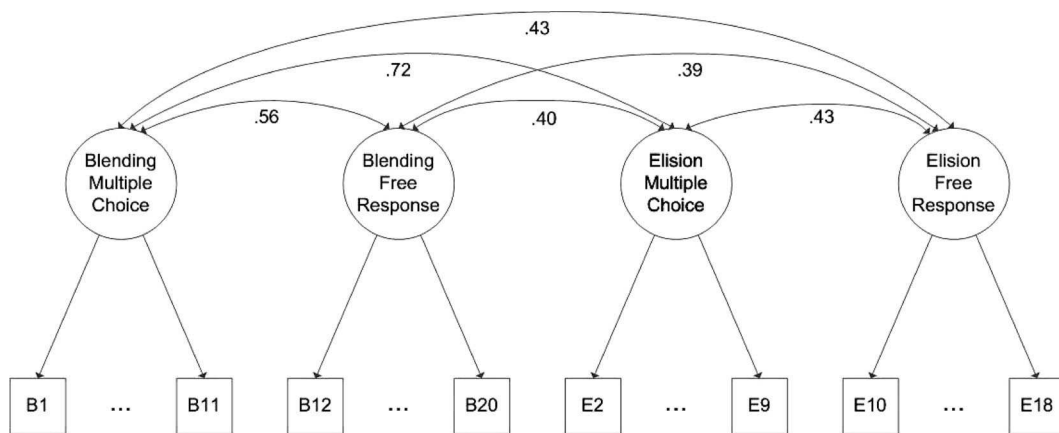 .43
.72
.39
.56
.40
.43
Blending
Multiple
Choice
Blending
Free
Response
Elision
Multiple
Choice
Elision
Free
Response
B1 ... B11 B12 ... B20 E2 ... E9 E10 ... E18